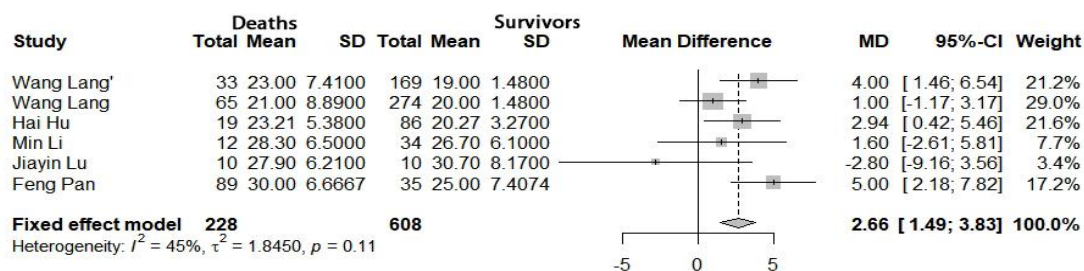 Deaths Survivors
Study Total Mean SD Total Mean SD Mean Difference MD 95%-CI Weight
Wang Lang' 33 23.00 7.4100 169 19.00 1.4800 4.00 [ 1.46; 6.54] 21.2%
Wang Lang 65 21.00 8.8900 274 20.00 1.4800 1.00 [-1.17; 3.17] 29.0%
Hai Hu 19 23.21 5.3800 86 20.27 3.2700 2.94 [ 0.42; 5.46] 21.6%
Min Li 12 28.30 6.5000 34 26.70 6.1000 1.60 [-2.61; 5.81] 7.7%
Jiayin Lu 10 27.90 6.2100 10 30.70 8.1700 -2.80 [-9.16; 3.56] 3.4%
Feng Pan 89 30.00 6.6667 35 25.00 7.4074 5.00 [ 2.18; 7.82] 17.2%
Fixed effect model 228 608 2.66 [ 1.49; 3.83] 100.0%
Heterogeneity: I² = 45%, τ² = 1.8450, p = 0.11
-5 0 5